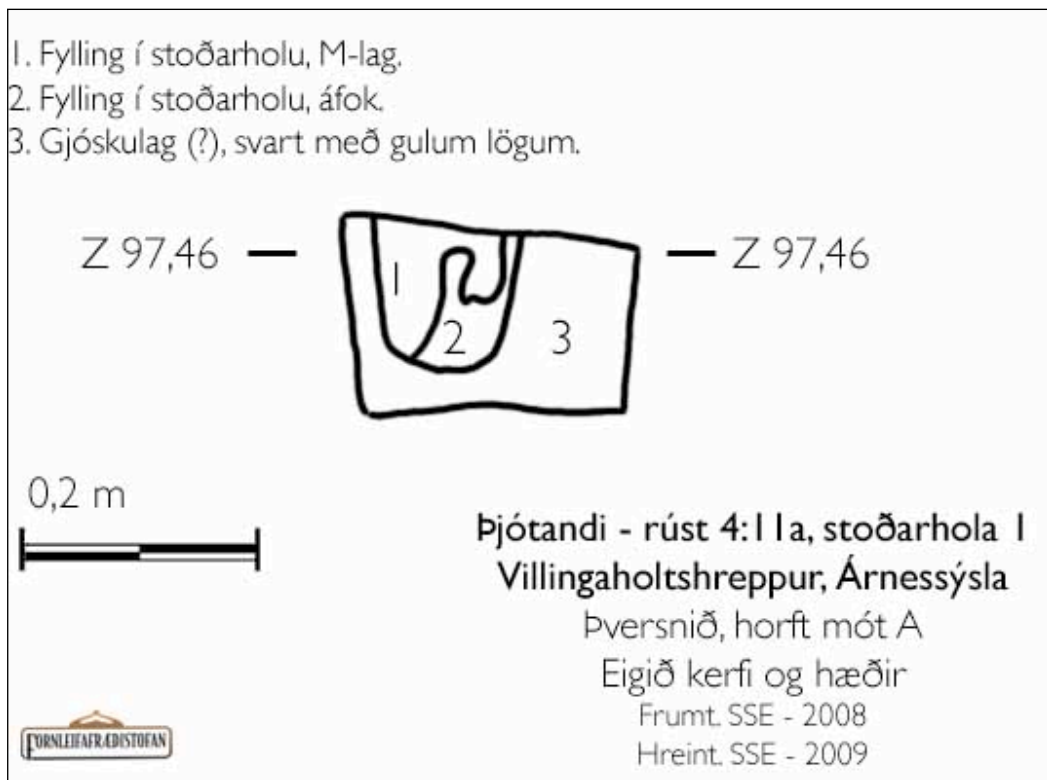 1. Fylling í stoðarholu, M-lag.
2. Fylling í stoðarholu, áfok.
3. Gjóskulag (?), svart með gulum lögum.
Z 97,46
Z 97,46
1
2
3
0,2 m
Þjótandi - rúst 4:11a, stoðarhola 1
Villingaholtshreppur, Árnessýsla
Þversnið, horft mót A
Eigið kerfi og hæðir
Frumt. SSE - 2008
Hreint. SSE - 2009
FORNLEIFAFRÆÐISTOFAN